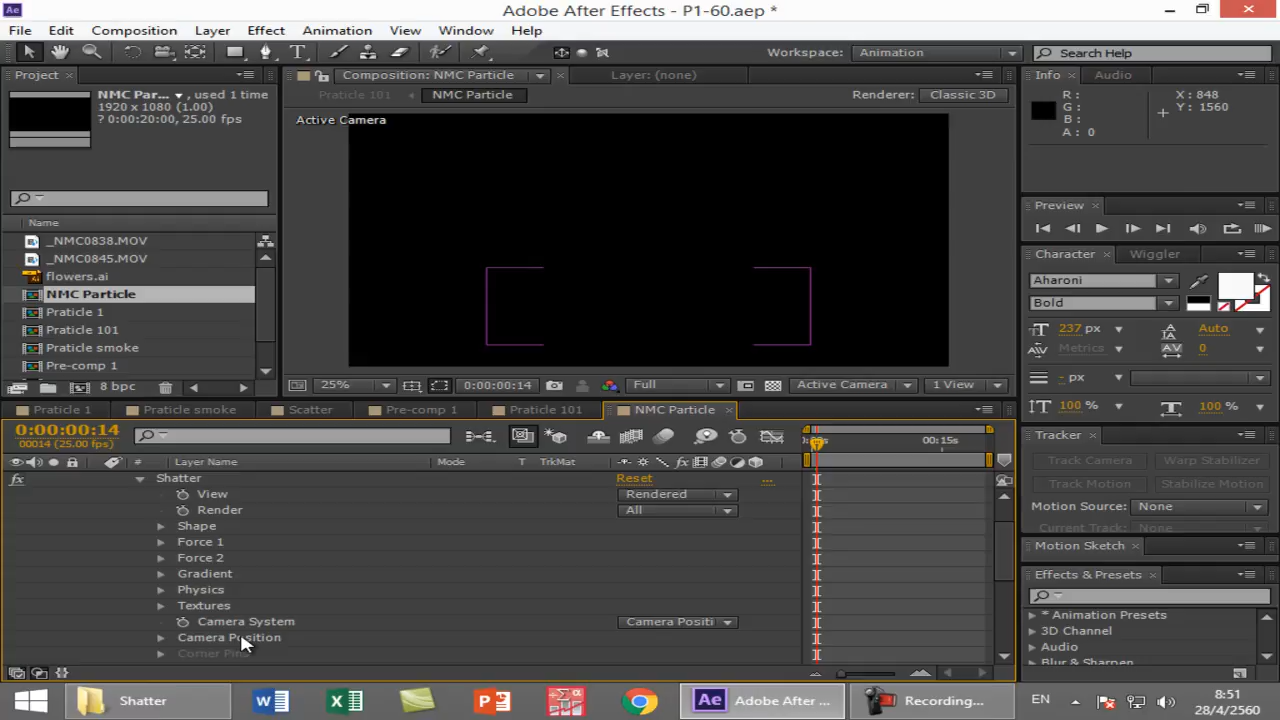 Adobe After Effects - P1-60.aep *
File Edit Composition Layer Effect Animation View Window Help
Workspace: Animation
Search Help
Project
NMC Par... , used 1 time
1920 x 1080 (1.00)
? 0:00:20:00, 25.00 fps
Name
_NMC0838.MOV
_NMC0845.MOV
flowers.ai
NMC Particle
Praticle 1
Praticle 101
Praticle smoke
Pre-comp 1
8 bpc
Composition: NMC Particle
Layer: (none)
Praticle 101
NMC Particle
Renderer: Classic 3D
Active Camera
25%
0:00:00:14
Full
Active Camera
1 View
Info
Audio
R :
G :
B :
A : 0
X : 848
Y : 1560
Preview
Character
Wiggler
Aharoni
Bold
237 px
Auto
Metrics
0
- px
100 %
100 %
Tracker
Track Camera
Warp Stabilizer
Track Motion
Stabilize Motion
Motion Source: None
Current Track: None
Motion Sketch
Effects & Presets
* Animation Presets
3D Channel
Audio
Blur & Sharpen
Praticle 1
Praticle smoke
Scatter
Pre-comp 1
Praticle 101
NMC Particle
0:00:00:14
00014 (25.00 fps)
00:15s
# Layer Name Mode T TrkMat
fx Shatter Reset ...
View Rendered
Render All
Shape
Force 1
Force 2
Gradient
Physics
Textures
Camera System Camera Positi
Camera Position
Shatter
Adobe After ...
Recording...
EN
8:51
28/4/2560